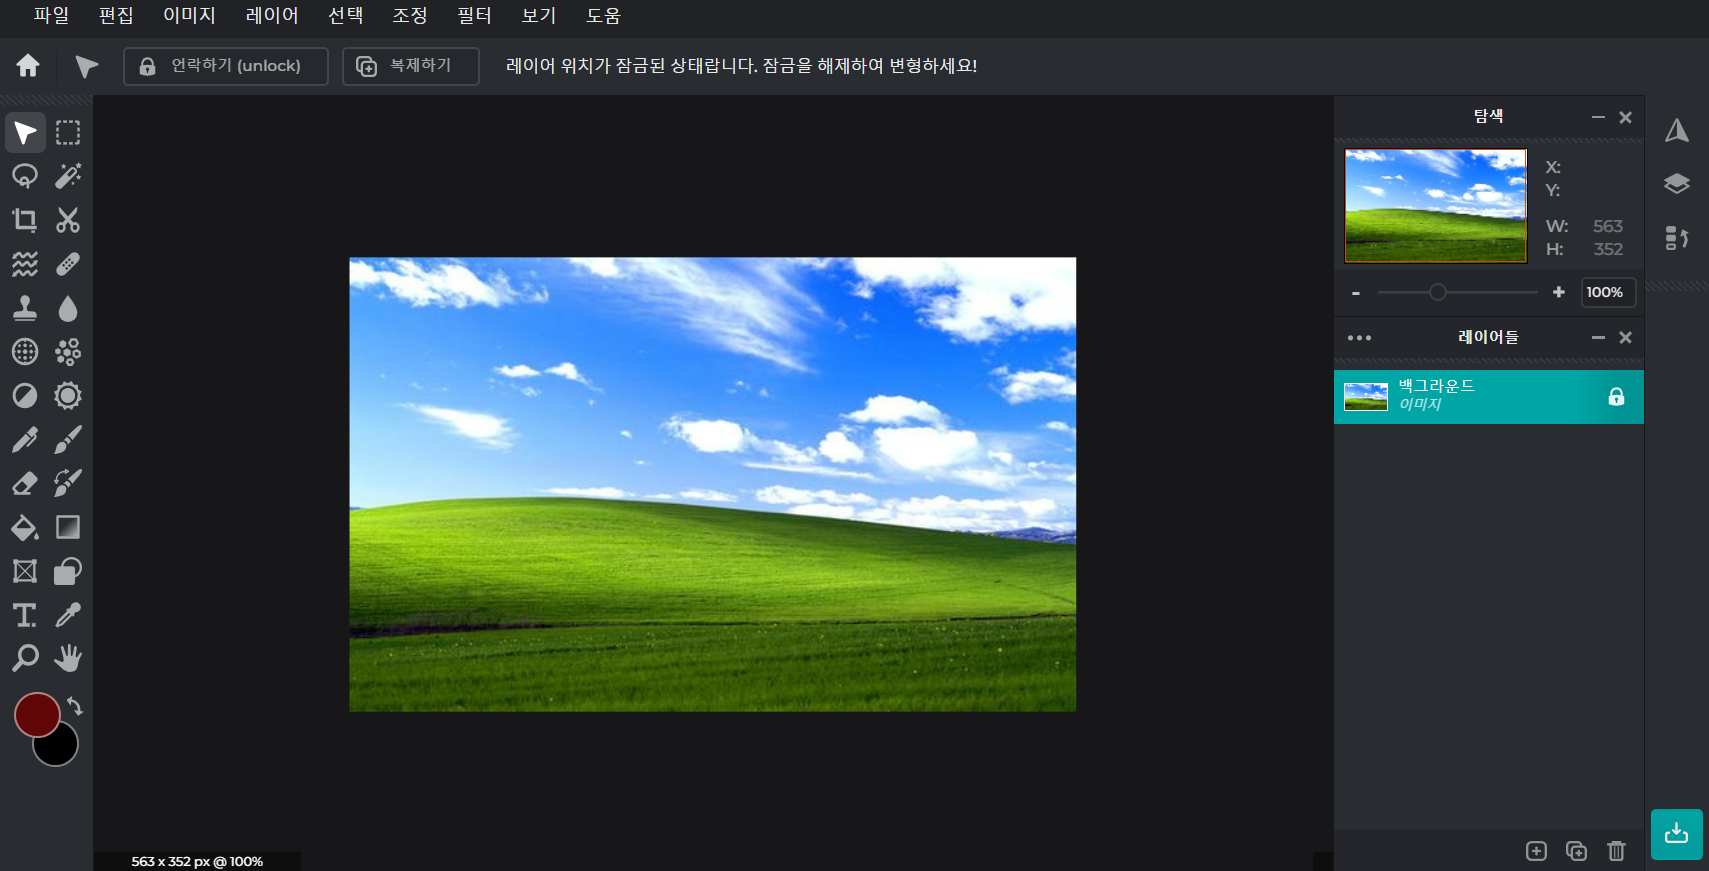 파일 편집 이미지 레이어 선택 조정 필터 보기 도움
언락하기 (unlock) 복제하기 레이어 위치가 잠금된 상태랍니다. 잠금을 해제하여 변형하세요!
탐색
X:
Y:
W: 563
H: 352
- + 100%
레이어들
백그라운드
이미지
563 x 352 px @ 100%